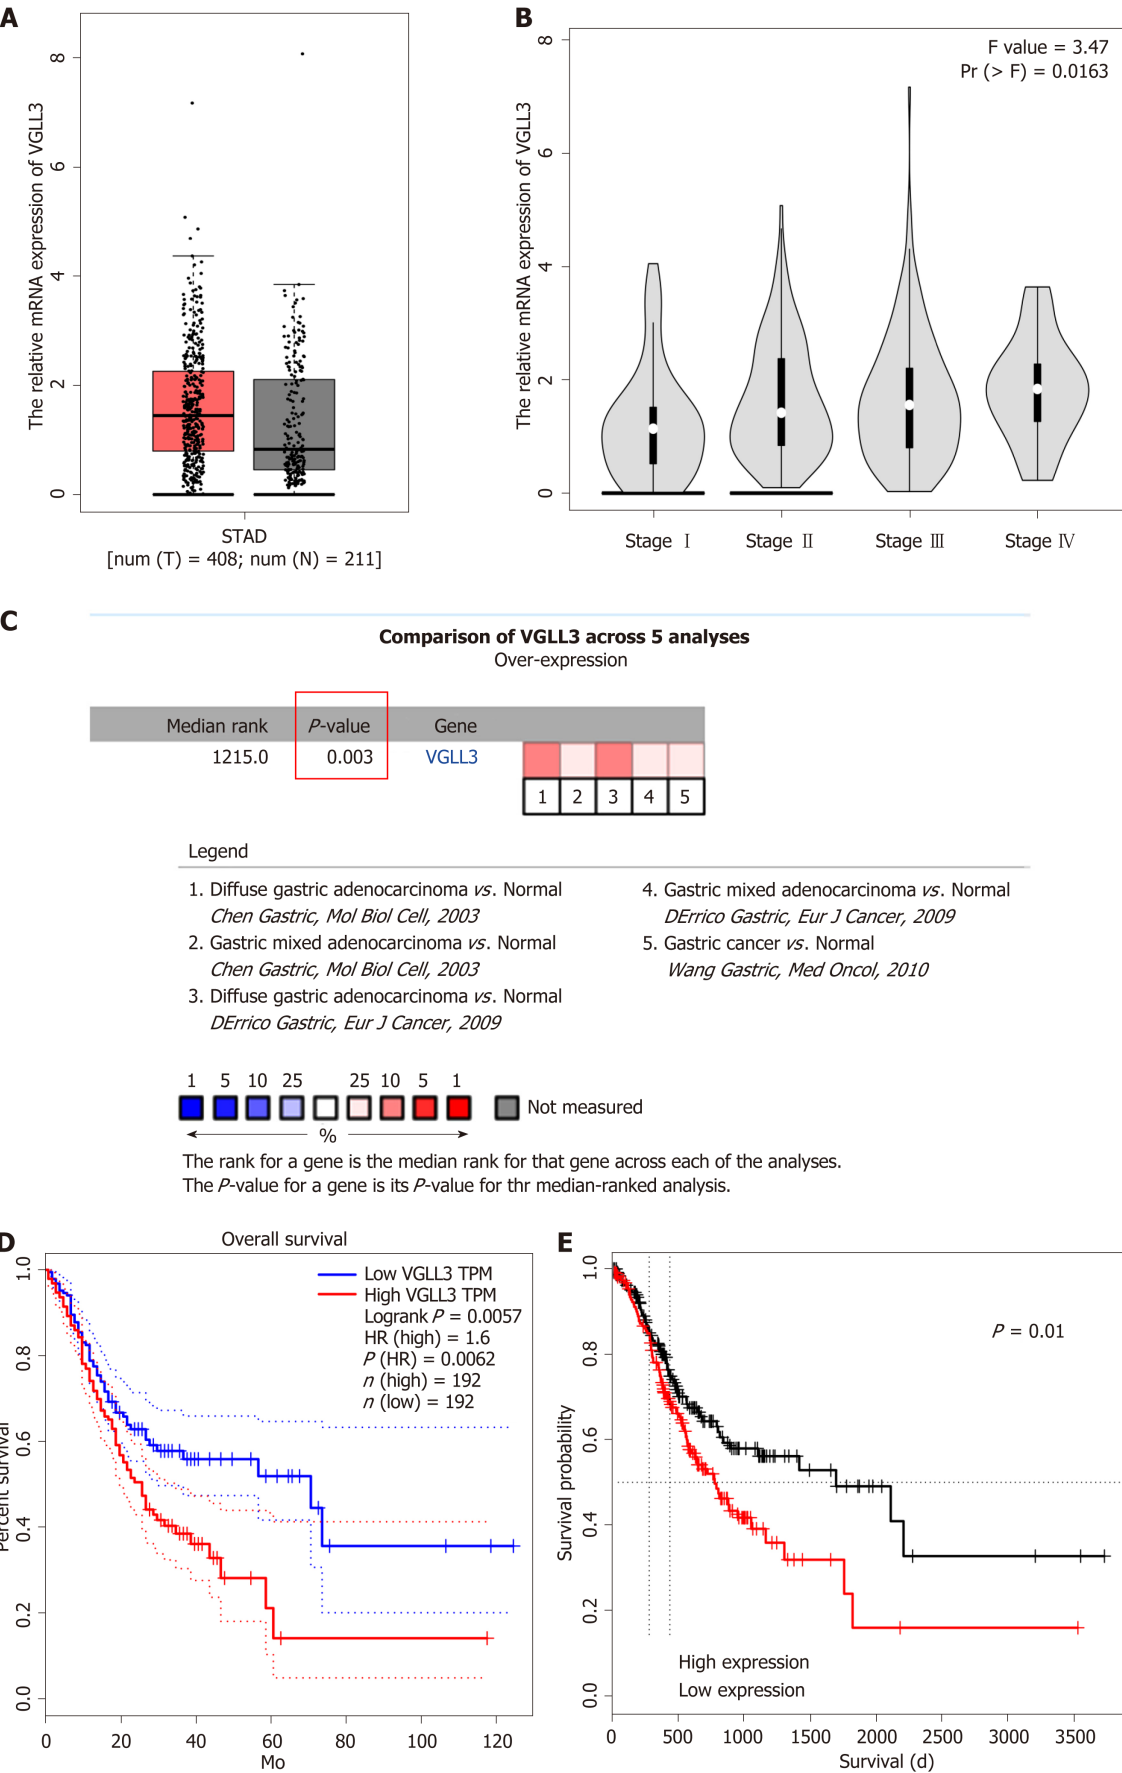 A
The relative mRNA expression of VGLL3
8
6
4
2
0
STAD
[num (T) = 408; num (N) = 211]
B
The relative mRNA expression of VGLL3
8
6
4
2
0
F value = 3.47
Pr (> F) = 0.0163
Stage Ⅰ
Stage Ⅱ
Stage Ⅲ
Stage Ⅳ
C
Comparison of VGLL3 across 5 analyses
Over-expression
Median rank P-value Gene
1215.0 0.003 VGLL3
1 2 3 4 5
Legend
1. Diffuse gastric adenocarcinoma vs. Normal
Chen Gastric, Mol Biol Cell, 2003
2. Gastric mixed adenocarcinoma vs. Normal
Chen Gastric, Mol Biol Cell, 2003
3. Diffuse gastric adenocarcinoma vs. Normal
DErrico Gastric, Eur J Cancer, 2009
4. Gastric mixed adenocarcinoma vs. Normal
DErrico Gastric, Eur J Cancer, 2009
5. Gastric cancer vs. Normal
Wang Gastric, Med Oncol, 2010
1 5 10 25 25 10 5 1
Not measured
%
The rank for a gene is the median rank for that gene across each of the analyses.
The P-value for a gene is its P-value for thr median-ranked analysis.
D
Overall survival
Percent survival
1.0
0.8
0.6
0.4
0.2
0.0
Low VGLL3 TPM
High VGLL3 TPM
Logrank P = 0.0057
HR (high) = 1.6
P (HR) = 0.0062
n (high) = 192
n (low) = 192
0 20 40 60 80 100 120
Mo
E
Survival probability
1.0
0.8
0.6
0.4
0.2
0.0
P = 0.01
High expression
Low expression
0 500 1000 1500 2000 2500 3000 3500
Survival (d)